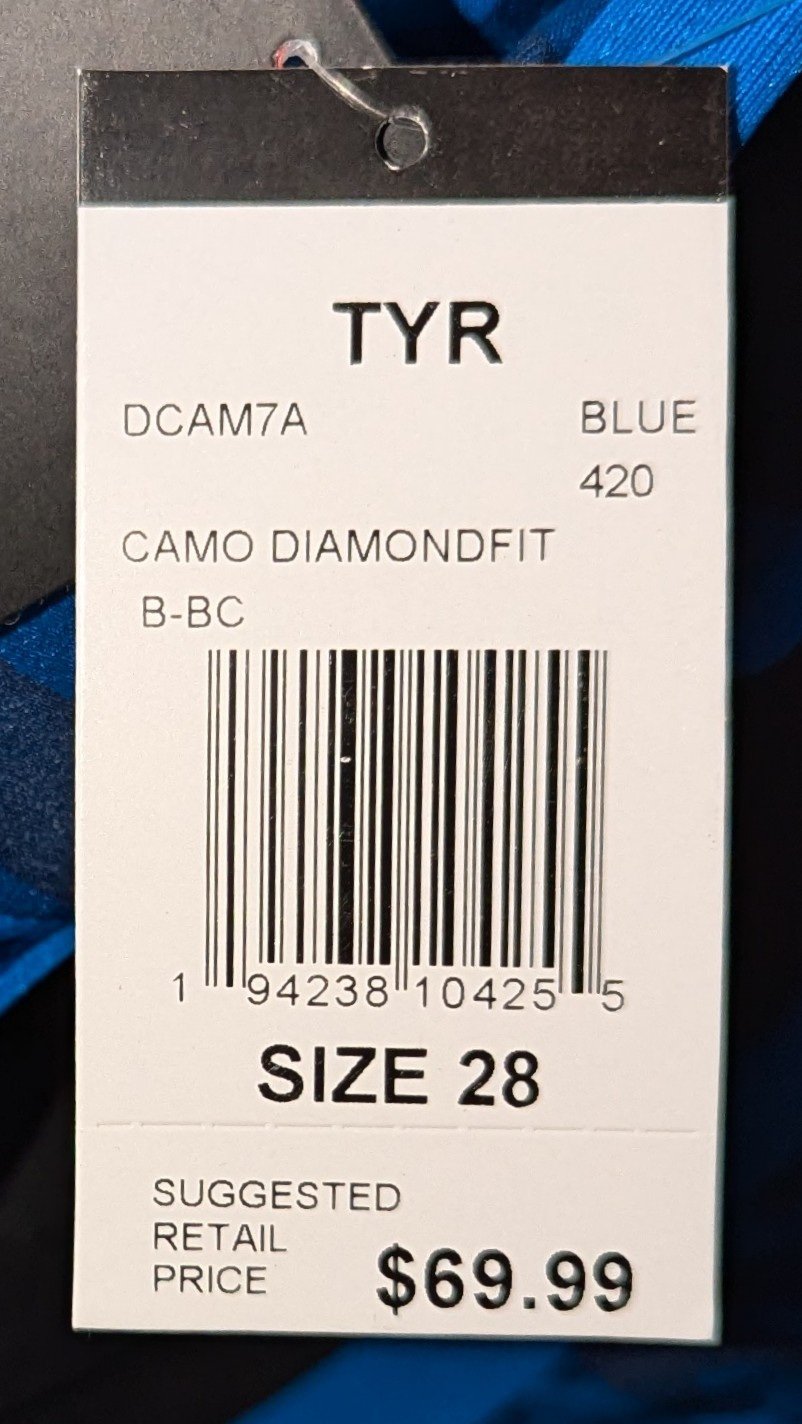 TYR
DCAM7A BLUE
420
CAMO DIAMONDFIT
B-BC
1 94238 10425 5
SIZE 28
SUGGESTED
RETAIL
PRICE $69.99